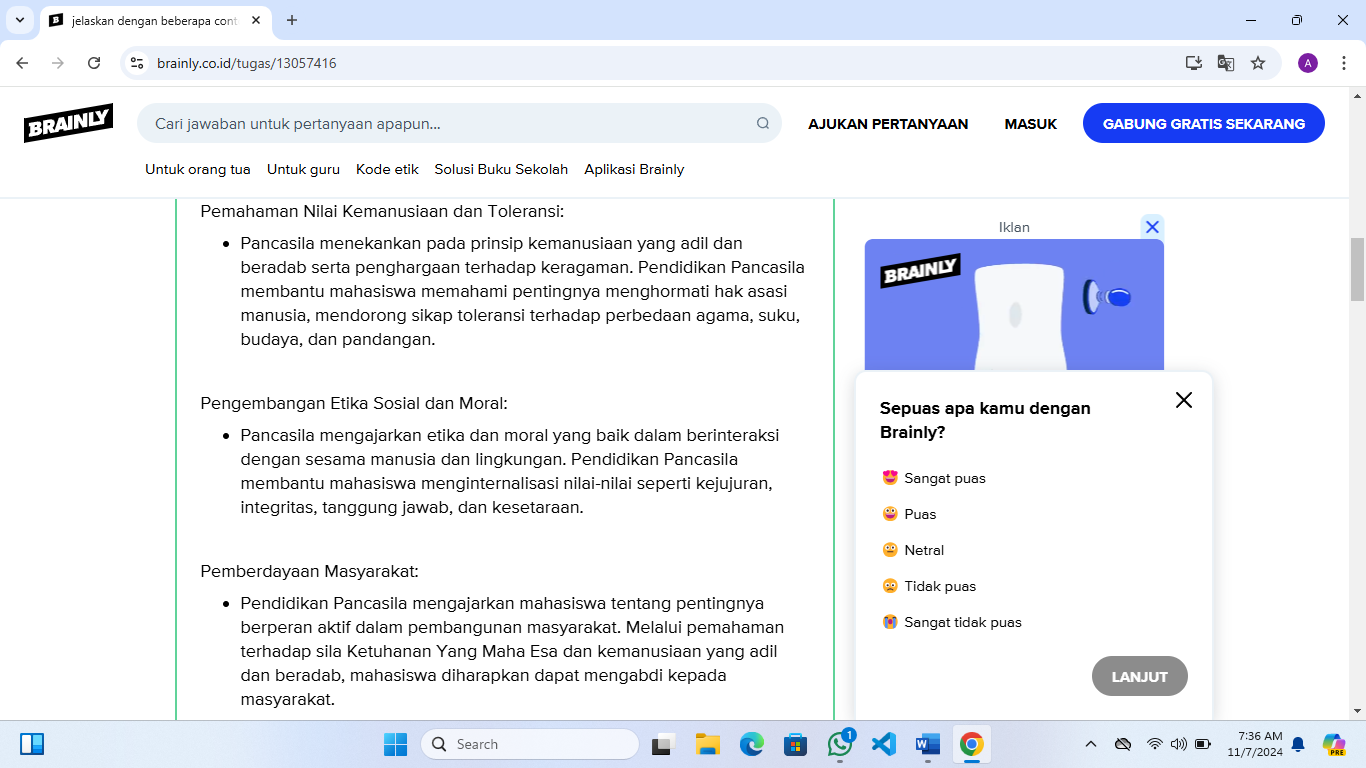 jelaskan dengan beberapa cont
brainly.co.id/tugas/13057416
A
BRAINLY
Cari jawaban untuk pertanyaan apapun...
AJUKAN PERTANYAAN
MASUK
GABUNG GRATIS SEKARANG
Untuk orang tua
Untuk guru
Kode etik
Solusi Buku Sekolah
Aplikasi Brainly
Pemahaman Nilai Kemanusiaan dan Toleransi:
Pancasila menekankan pada prinsip kemanusiaan yang adil dan
beradab serta penghargaan terhadap keragaman. Pendidikan Pancasila
membantu mahasiswa memahami pentingnya menghormati hak asasi
manusia, mendorong sikap toleransi terhadap perbedaan agama, suku,
budaya, dan pandangan.
Pengembangan Etika Sosial dan Moral:
Pancasila mengajarkan etika dan moral yang baik dalam berinteraksi
dengan sesama manusia dan lingkungan. Pendidikan Pancasila
membantu mahasiswa menginternalisasi nilai-nilai seperti kejujuran,
integritas, tanggung jawab, dan kesetaraan.
Pemberdayaan Masyarakat:
Pendidikan Pancasila mengajarkan mahasiswa tentang pentingnya
berperan aktif dalam pembangunan masyarakat. Melalui pemahaman
terhadap sila Ketuhanan Yang Maha Esa dan kemanusiaan yang adil
dan beradab, mahasiswa diharapkan dapat mengabdi kepada
masyarakat.
Iklan
BRAINLY
Sepuas apa kamu dengan
Brainly?
Sangat puas
Puas
Netral
Tidak puas
Sangat tidak puas
LANJUT
Search
1
7:36 AM
11/7/2024
PRE